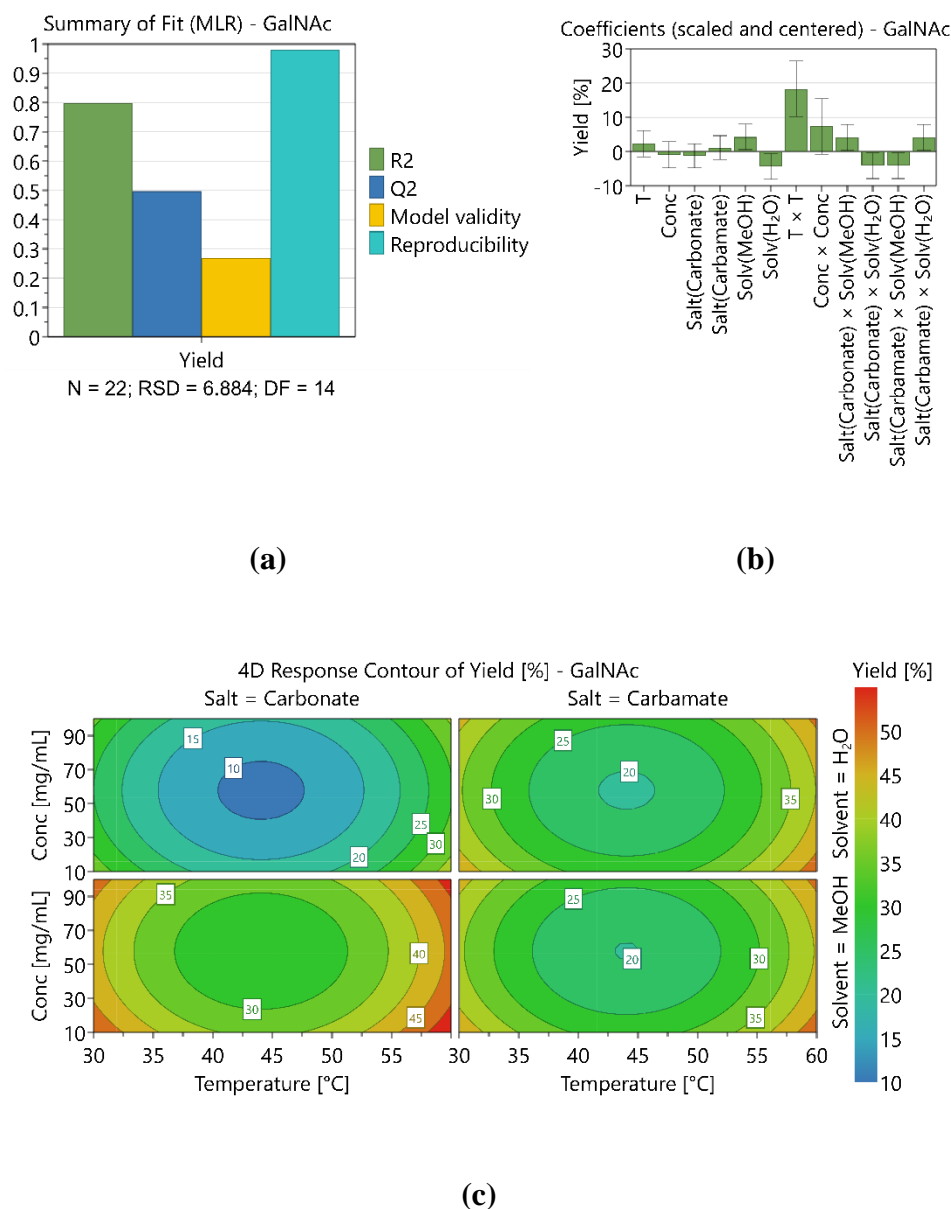 Summary of Fit (MLR) - GalNAc
1
0.9
0.8
0.7
0.6
0.5
0.4
0.3
0.2
0.1
0
Yield
N = 22; RSD = 6.884; DF = 14
R2
Q2
Model validity
Reproducibility
(a)
Coefficients (scaled and centered) - GalNAc
Yield [%]
30
20
10
0
-10
T
Conc
Salt(Carbonate)
Salt(Carbamate)
Solv(MeOH)
Solv(H₂O)
T × T
Conc × Conc
Salt(Carbonate) × Solv(MeOH)
Salt(Carbonate) × Solv(H₂O)
Salt(Carbamate) × Solv(MeOH)
Salt(Carbamate) × Solv(H₂O)
(b)
4D Response Contour of Yield [%] - GalNAc
Yield [%]
Salt = Carbonate
Salt = Carbamate
Conc [mg/mL]
90
70
50
30
10
15
10
25
30
20
25
20
30
35
Solvent = H₂O
Conc [mg/mL]
90
70
50
30
10
35
40
30
45
25
20
30
35
Solvent = MeOH
30
35
40
45
50
55
30
35
40
45
50
55
60
Temperature [°C]
Temperature [°C]
50
45
40
35
30
25
20
15
10
(c)